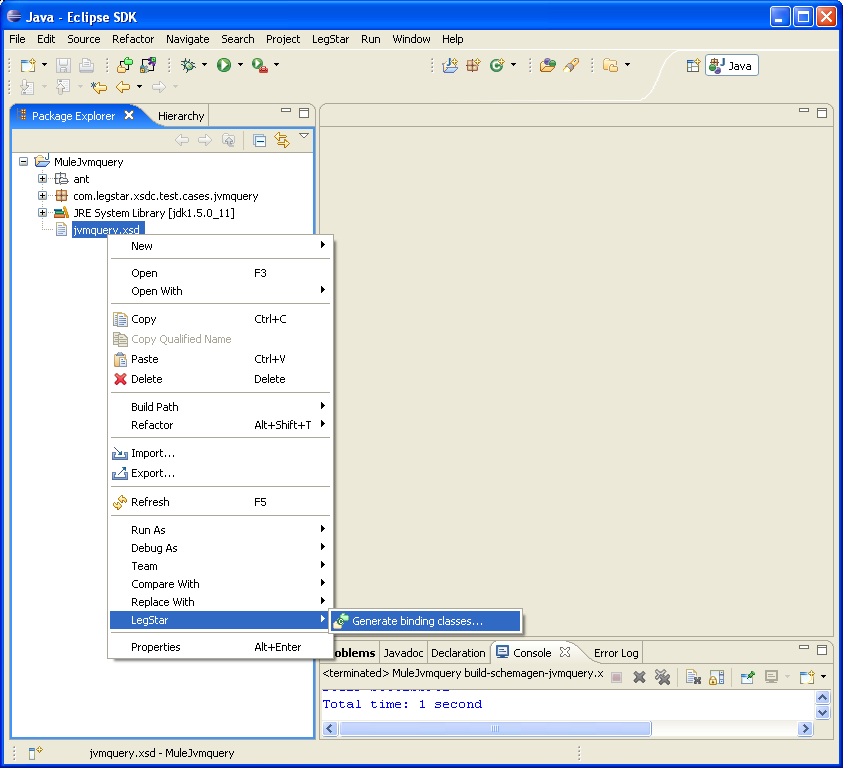 Java - Eclipse SDK
File Edit Source Refactor Navigate Search Project LegStar Run Window Help
Java
Package Explorer
Hierarchy
MuleJvmquery
ant
com.legstar.xsdc.test.cases.jvmquery
JRE System Library [jdk1.5.0_11]
jvmquery.xsd
New
Open F3
Open With
Copy Ctrl+C
Copy Qualified Name
Paste Ctrl+V
Delete Delete
Build Path
Refactor Alt+Shift+T
Import...
Export...
Refresh F5
Run As
Debug As
Team
Compare With
Replace With
LegStar
Generate binding classes...
Properties Alt+Enter
oblems Javadoc Declaration Console Error Log
<terminated> MuleJvmquery build-schemagen-jvmquery.x
Total time: 1 second
jvmquery.xsd - MuleJvmquery